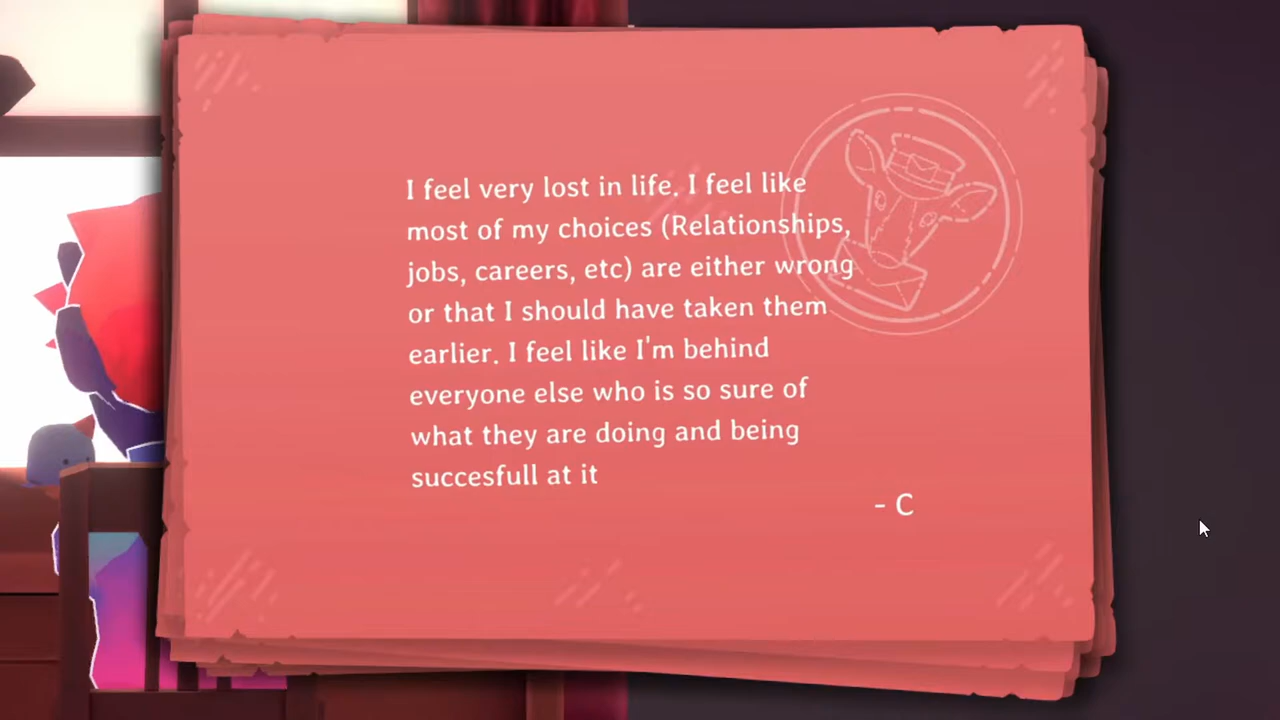 I feel very lost in life. I feel like
most of my choices (Relationships,
jobs, careers, etc) are either wrong
or that I should have taken them
earlier. I feel like I'm behind
everyone else who is so sure of
what they are doing and being
succesfull at it
- C